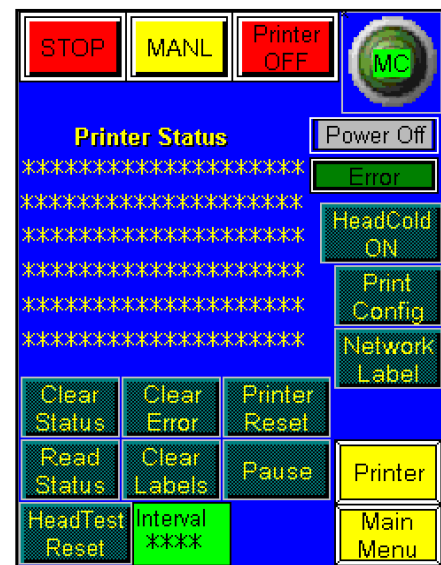 STOP
MANL
Printer
OFF
MC
Printer Status
Power Off
********************
Error
********************
********************
HeadCold
ON
********************
Print
Config
********************
********************
Network
Label
Clear
Status
Clear
Error
Printer
Reset
Read
Status
Clear
Labels
Pause
Printer
HeadTest
Reset
Interval
****
Main
Menu